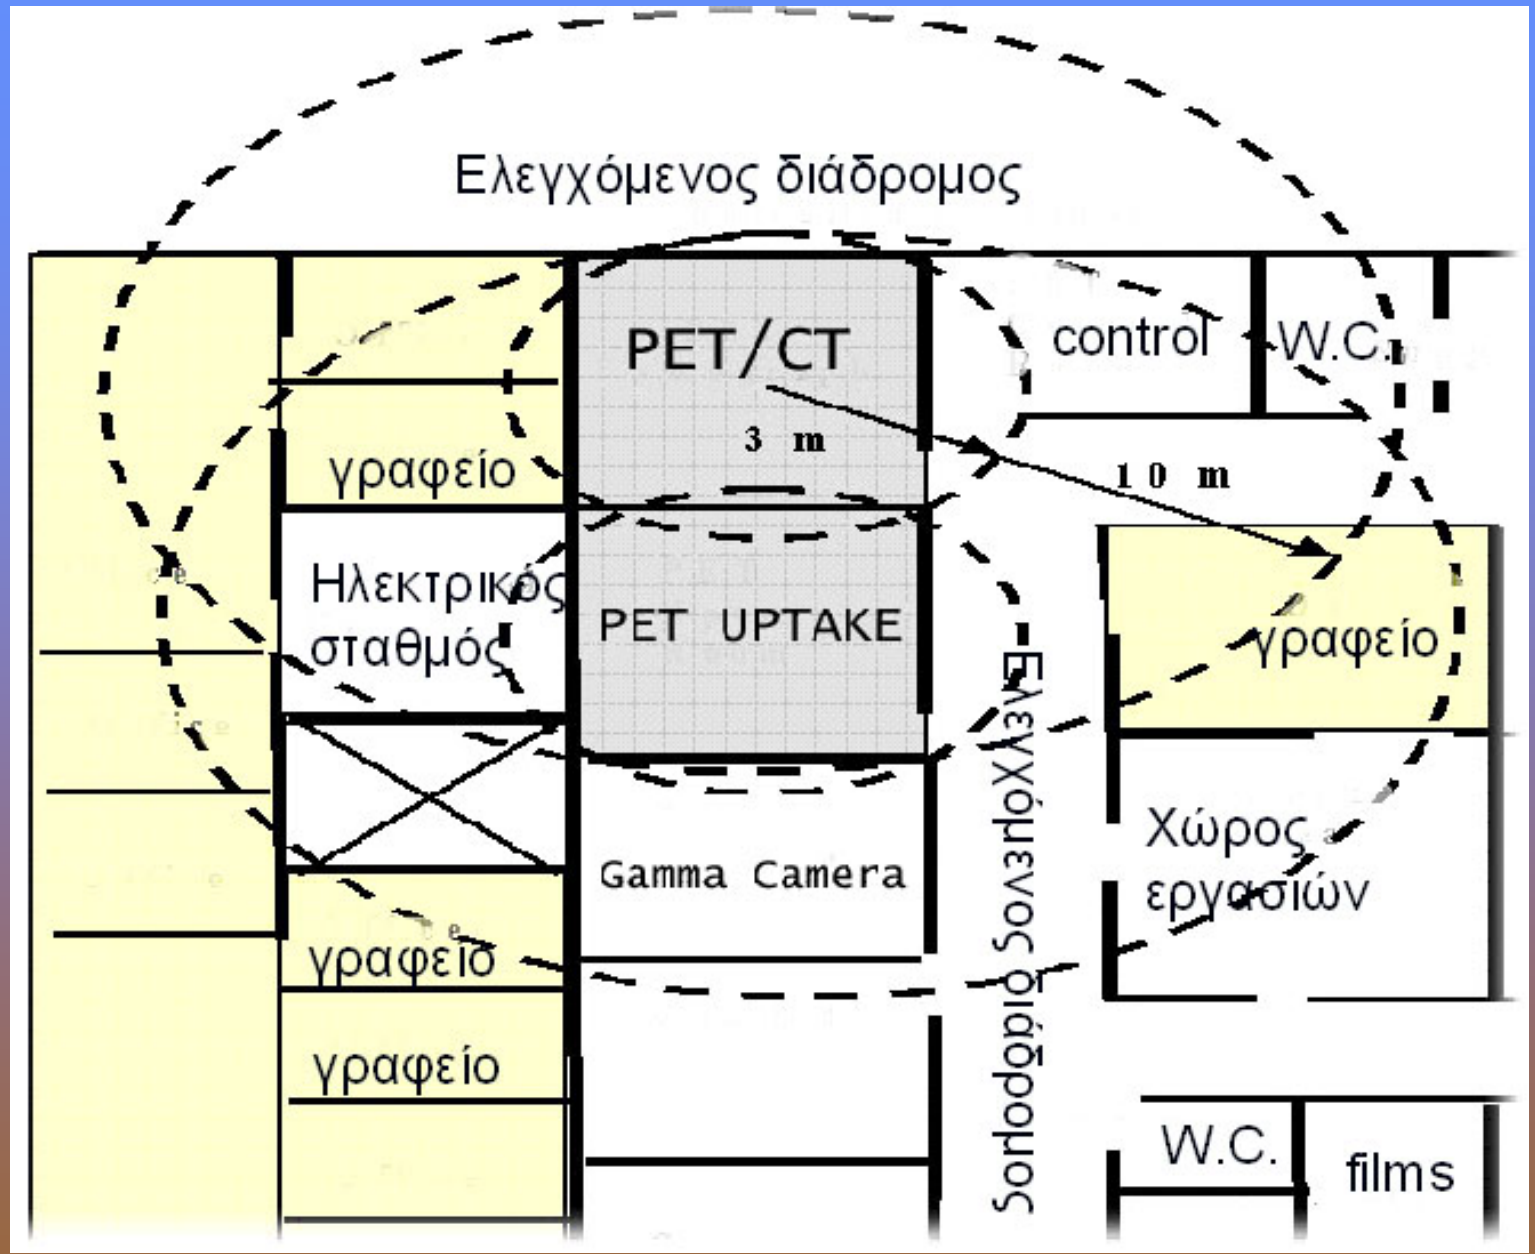 Ελεγχόμενος διάδρομος
PET/CT
control
W.C.
3 m
γραφείο
10 m
Ηλεκτρικός
σταθμός
PET UPTAKE
γραφείο
Ελεγχόμενος διάδρομος
Χώρος
εργασιών
Gamma Camera
γραφείο
γραφείο
W.C.
films